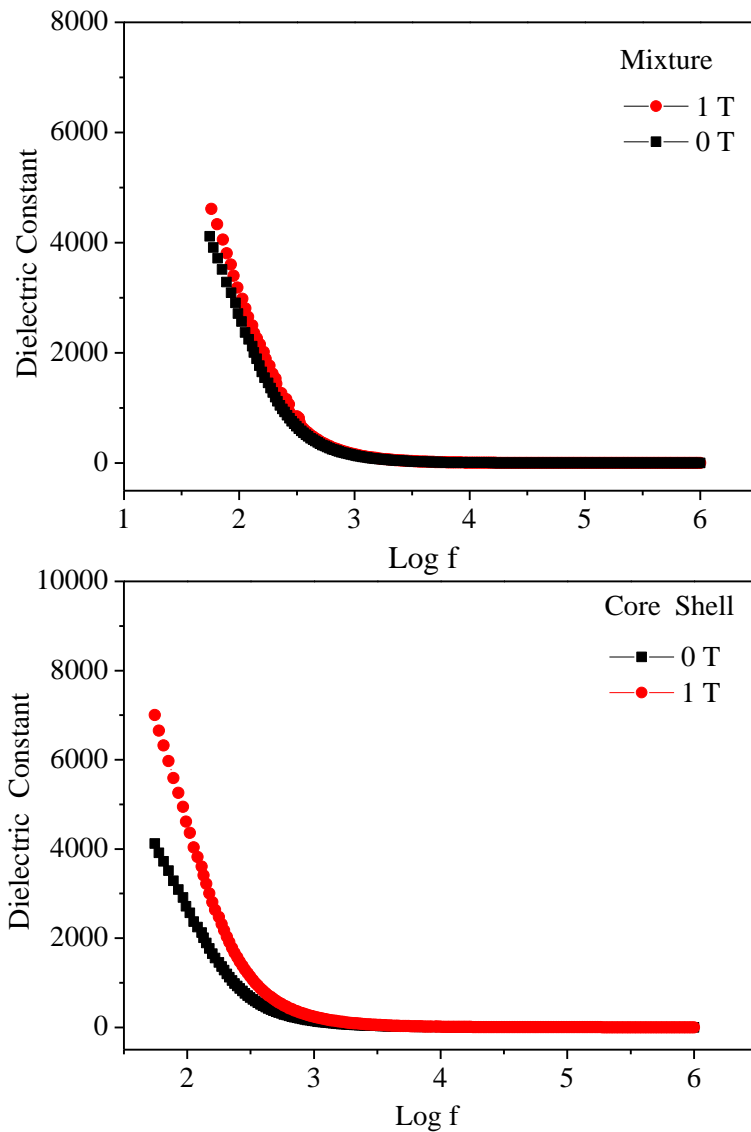 8000
6000
4000
2000
0
Dielectric Constant
Mixture
1 T
0 T
1 2 3 4 5 6
Log f
10000
8000
6000
4000
2000
0
Dielectric Constant
Core Shell
0 T
1 T
2 3 4 5 6
Log f